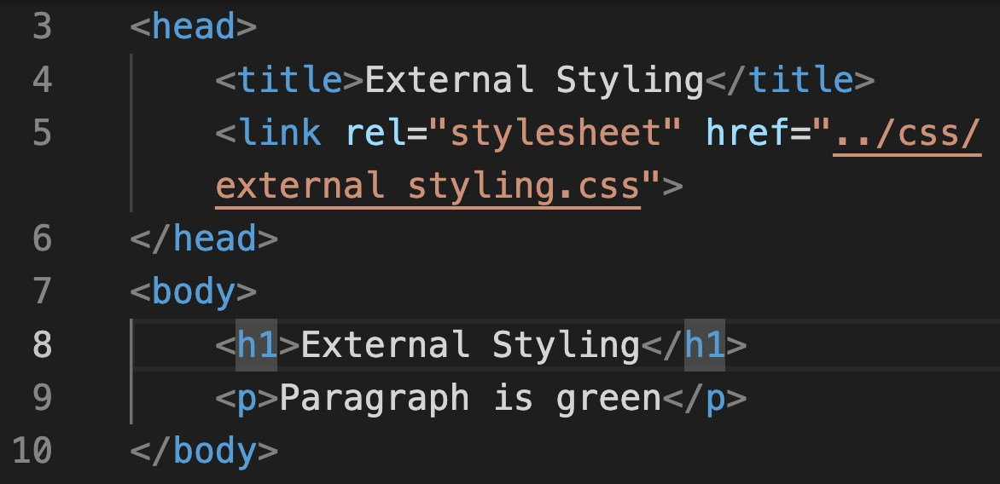 3 <head>
4 <title>External Styling</title>
5 <link rel="stylesheet" href="../css/
external styling.css">
6 </head>
7 <body>
8 <h1>External Styling</h1>
9 <p>Paragraph is green</p>
10 </body>